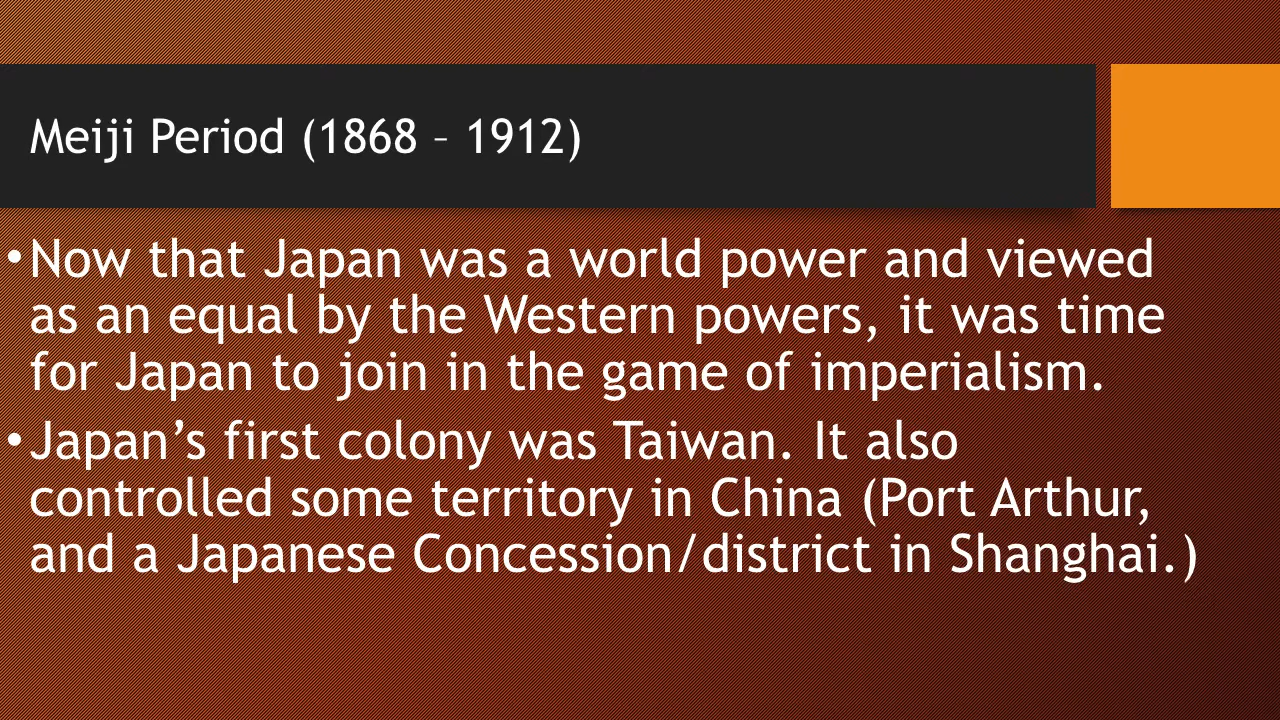 Meiji Period (1868 – 1912)
•Now that Japan was a world power and viewed
as an equal by the Western powers, it was time
for Japan to join in the game of imperialism.
•Japan’s first colony was Taiwan. It also
controlled some territory in China (Port Arthur,
and a Japanese Concession/district in Shanghai.)